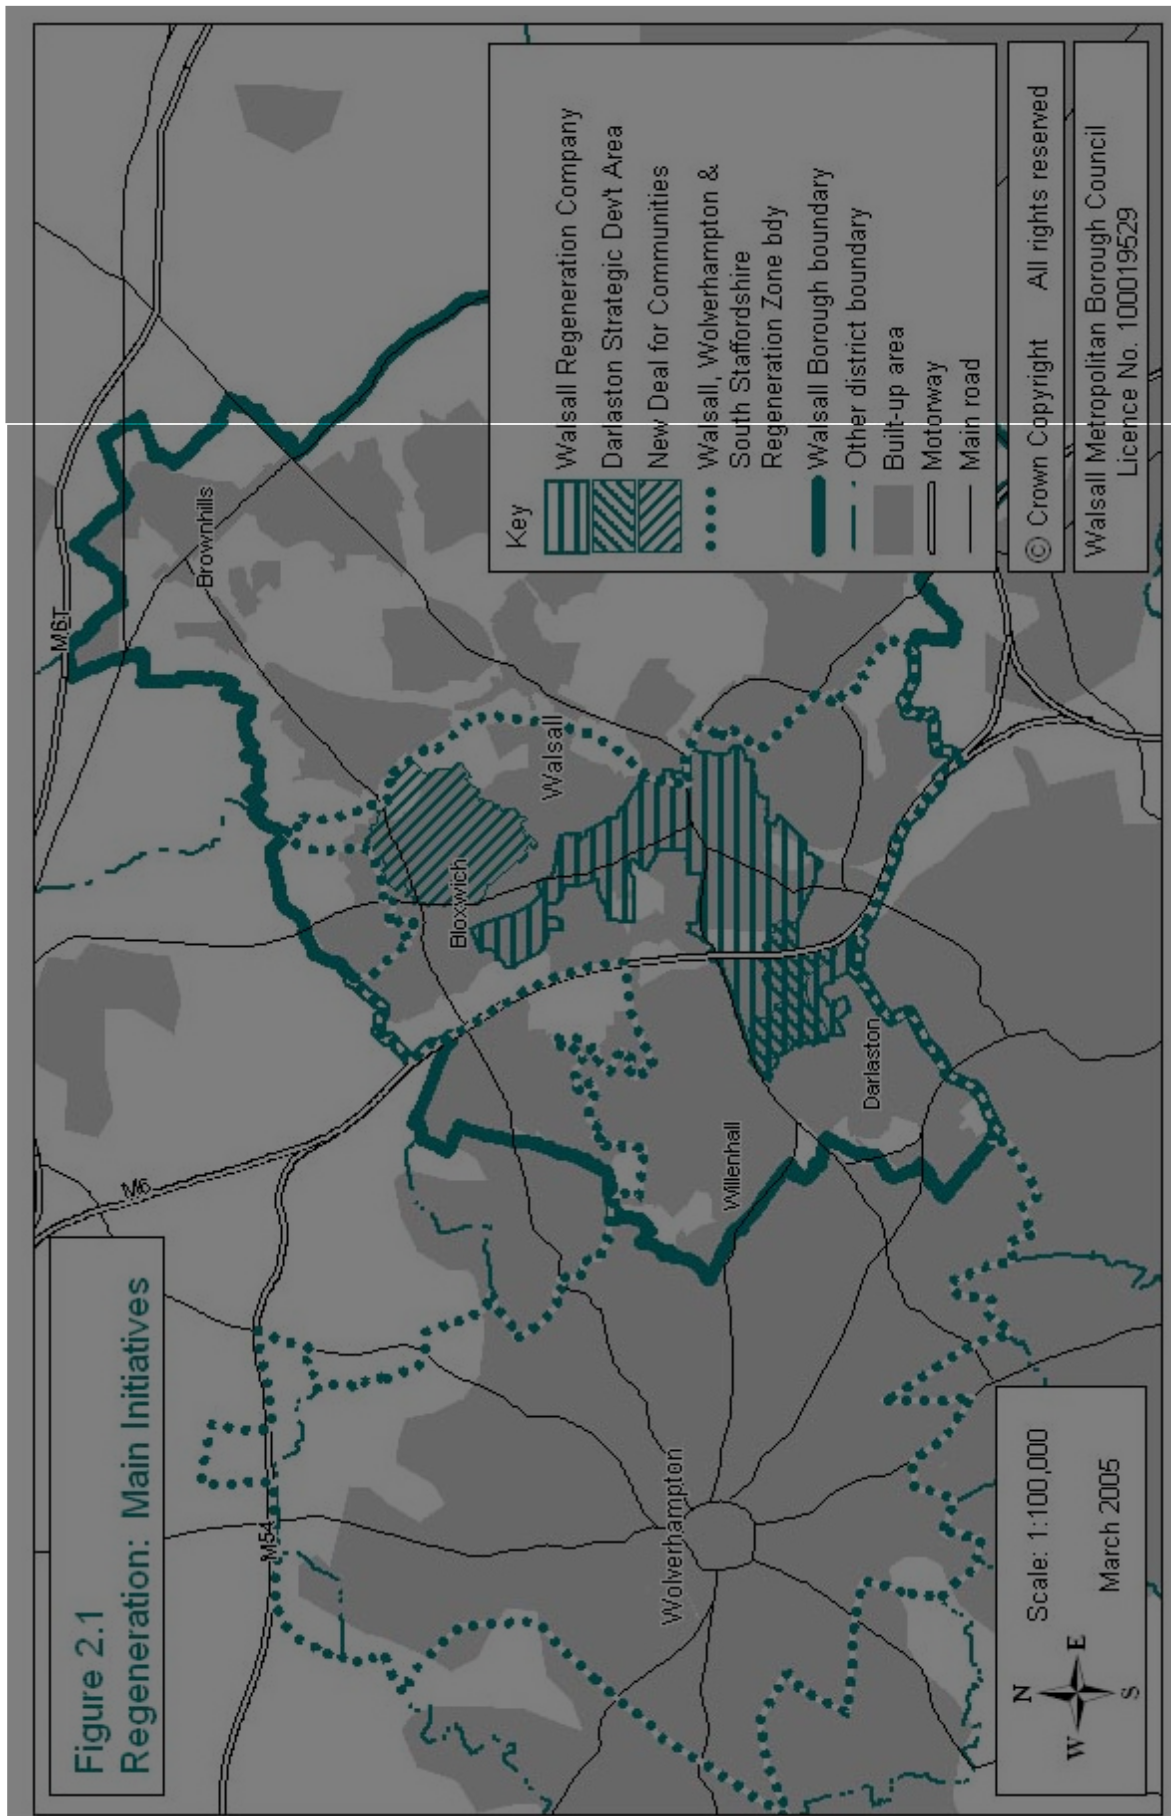 Figure 2.1
Regeneration: Main Initiatives
M6
M6T
M54
Brownhills
Bloxwich
Walsall
Willenhall
Darlaston
Wolverhampton
Key
Walsall Regeneration Company
Darlaston Strategic Dev't Area
New Deal for Communities
Walsall, Wolverhampton &
South Staffordshire
Regeneration Zone bdy
Walsall Borough boundary
Other district boundary
Built-up area
Motorway
Main road
© Crown Copyright All rights reserved
Walsall Metropolitan Borough Council
Licence No. 100019529
N
W E
S
Scale: 1:100,000
March 2005